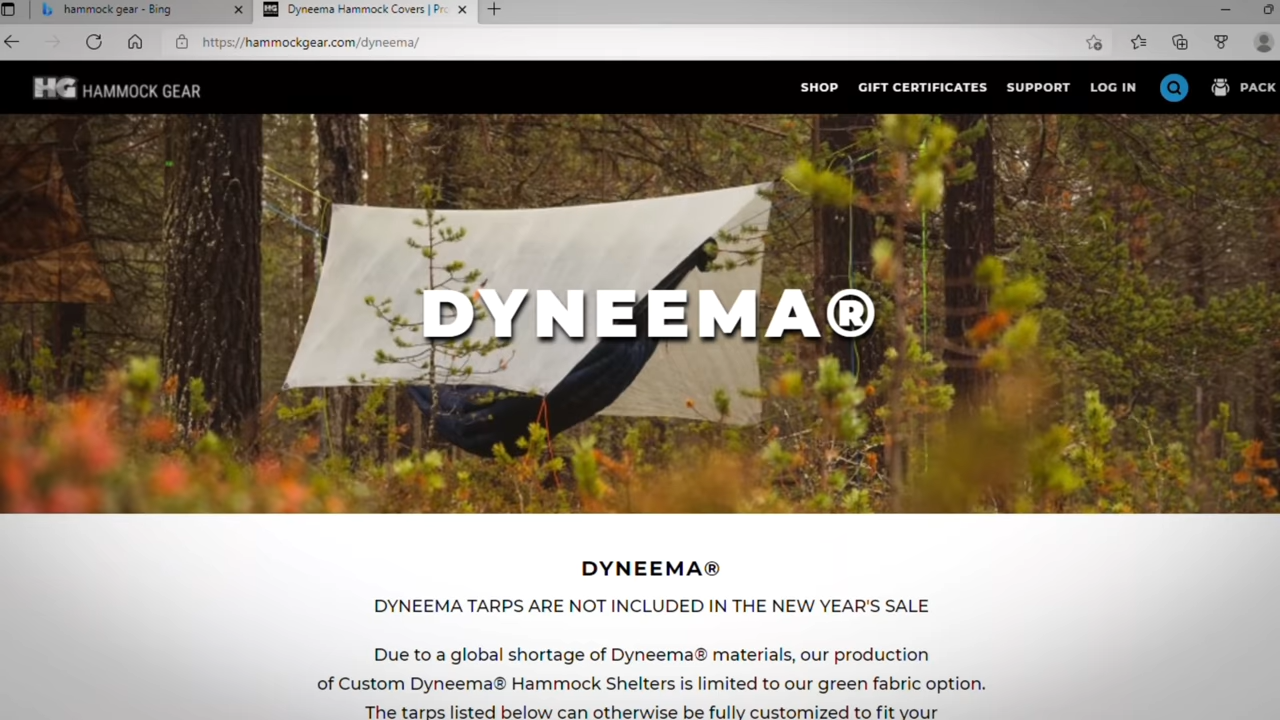 hammock gear - Bing
Dyneema Hammock Covers | Pr
https://hammockgear.com/dyneema/
HG HAMMOCK GEAR
SHOP
GIFT CERTIFICATES
SUPPORT
LOG IN
PACK
DYNEEMA®
DYNEEMA®
DYNEEMA TARPS ARE NOT INCLUDED IN THE NEW YEAR'S SALE
Due to a global shortage of Dyneema® materials, our production
of Custom Dyneema® Hammock Shelters is limited to our green fabric option.
The tarps listed below can otherwise be fully customized to fit your